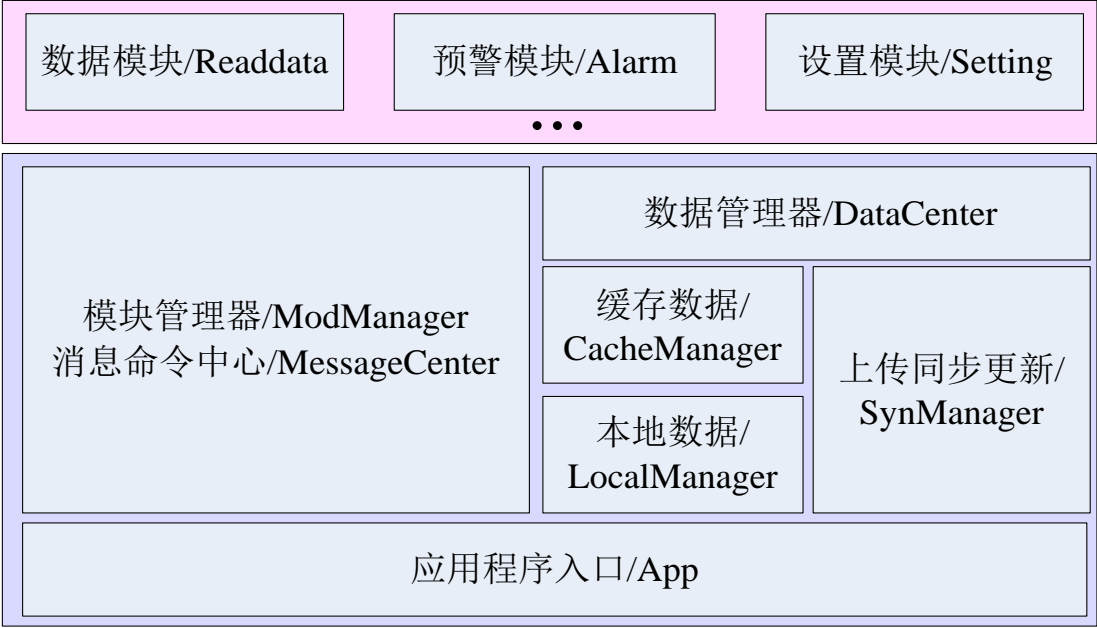 数据模块/Readdata
预警模块/Alarm
设置模块/Setting
•••
模块管理器/ModManager
消息命令中心/MessageCenter
数据管理器/DataCenter
缓存数据/
CacheManager
本地数据/
LocalManager
上传同步更新/
SynManager
应用程序入口/App